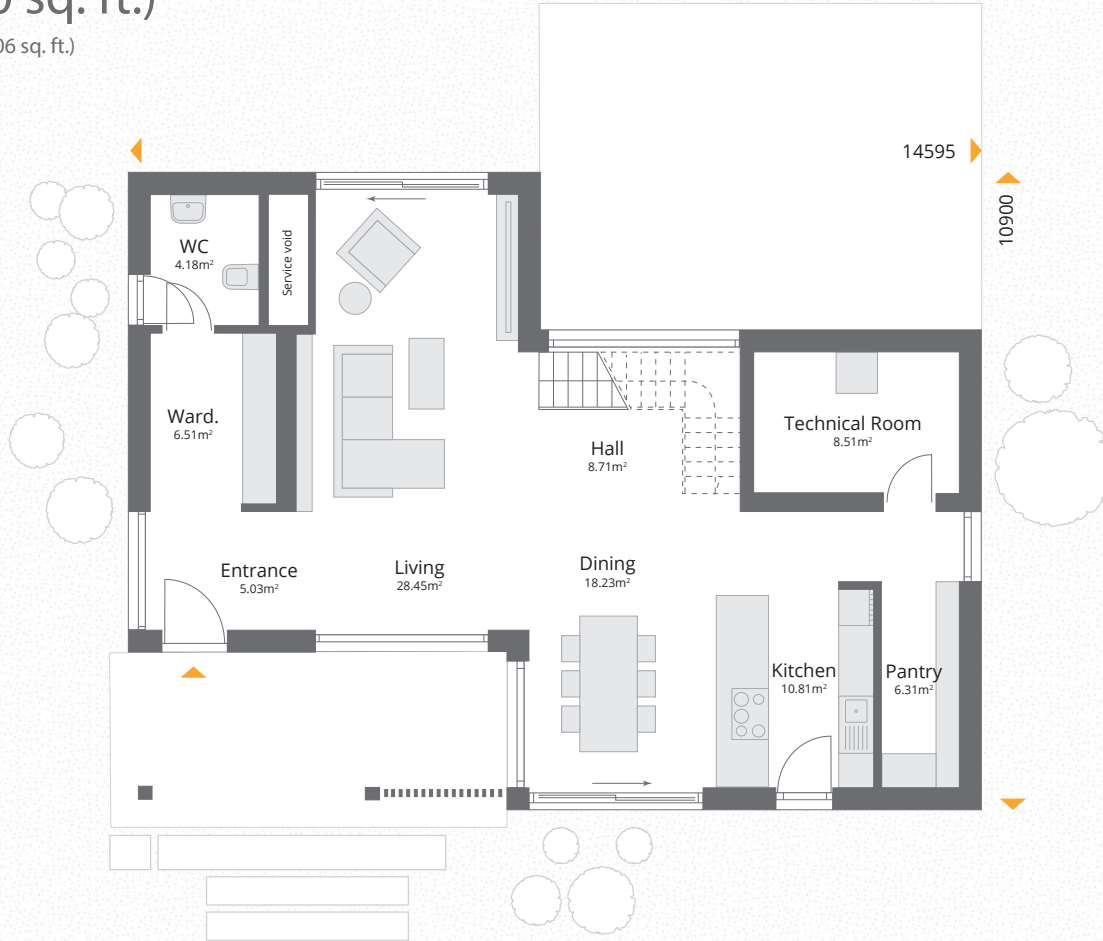 sq. ft.)
06 sq. ft.)
14595
10900
WC
4.18m²
Service void
Ward.
6.51m²
Technical Room
8.51m²
Hall
8.71m²
Entrance
5.03m²
Living
28.45m²
Dining
18.23m²
Kitchen
10.81m²
Pantry
6.31m²